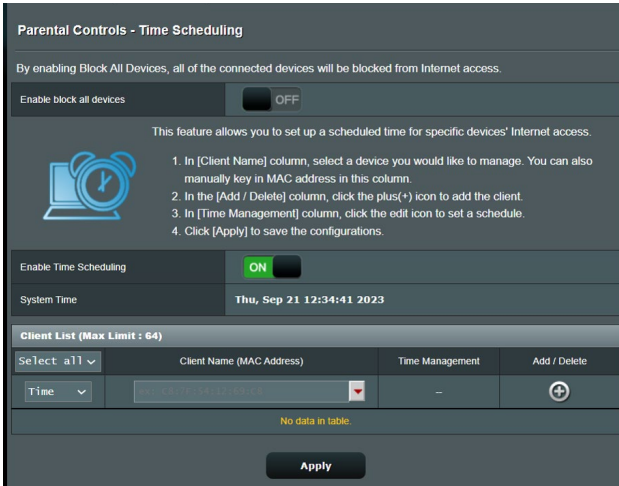 Parental Controls - Time Scheduling
By enabling Block All Devices, all of the connected devices will be blocked from Internet access.
Enable block all devices
OFF
This feature allows you to set up a scheduled time for specific devices' Internet access.
1. In [Client Name] column, select a device you would like to manage. You can also
manually key in MAC address in this
column.
2. In the [Add / Delete] column, click the plus(+) icon to add the client.
3. In [Time Management] column, click the edit icon to set a schedule.
4. Click [Apply] to save the configurations.
Enable Time Scheduling
ON
System Time
Thu, Sep 21 12:34:41 2023
Client List (Max Limit : 64)
Select all
Client Name (MAC Address)
Time Management
Add / Delete
Time
–
No data in table.
Apply